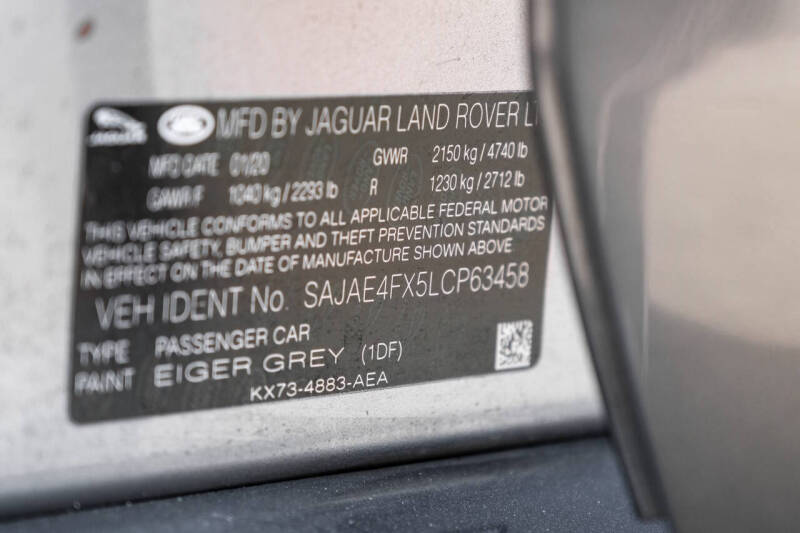 JAGUAR
MFD BY JAGUAR LAND ROVER LT
MFD DATE 01/20 GVWR 2150 kg / 4740 lb
GAWR.F 1040 kg / 2293 lb R 1230 kg / 2712 lb
THIS VEHICLE CONFORMS TO ALL APPLICABLE FEDERAL MOTOR
VEHICLE SAFETY, BUMPER AND THEFT PREVENTION STANDARDS
IN EFFECT ON THE DATE OF MANUFACTURE SHOWN ABOVE
VEH IDENT No. SAJAE4FX5LCP63458
TYPE PASSENGER CAR
PAINT EIGER GREY (1DF)
KX73-4883-AEA